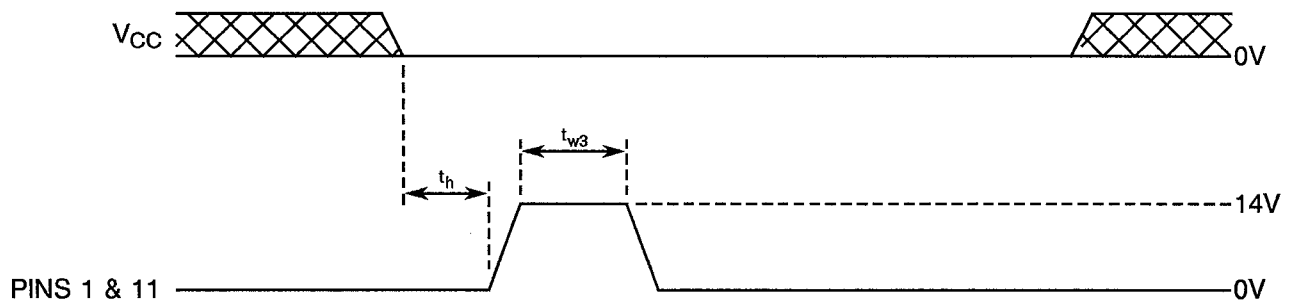 VCC
0V
tw3
th
14V
PINS 1 & 11
0V